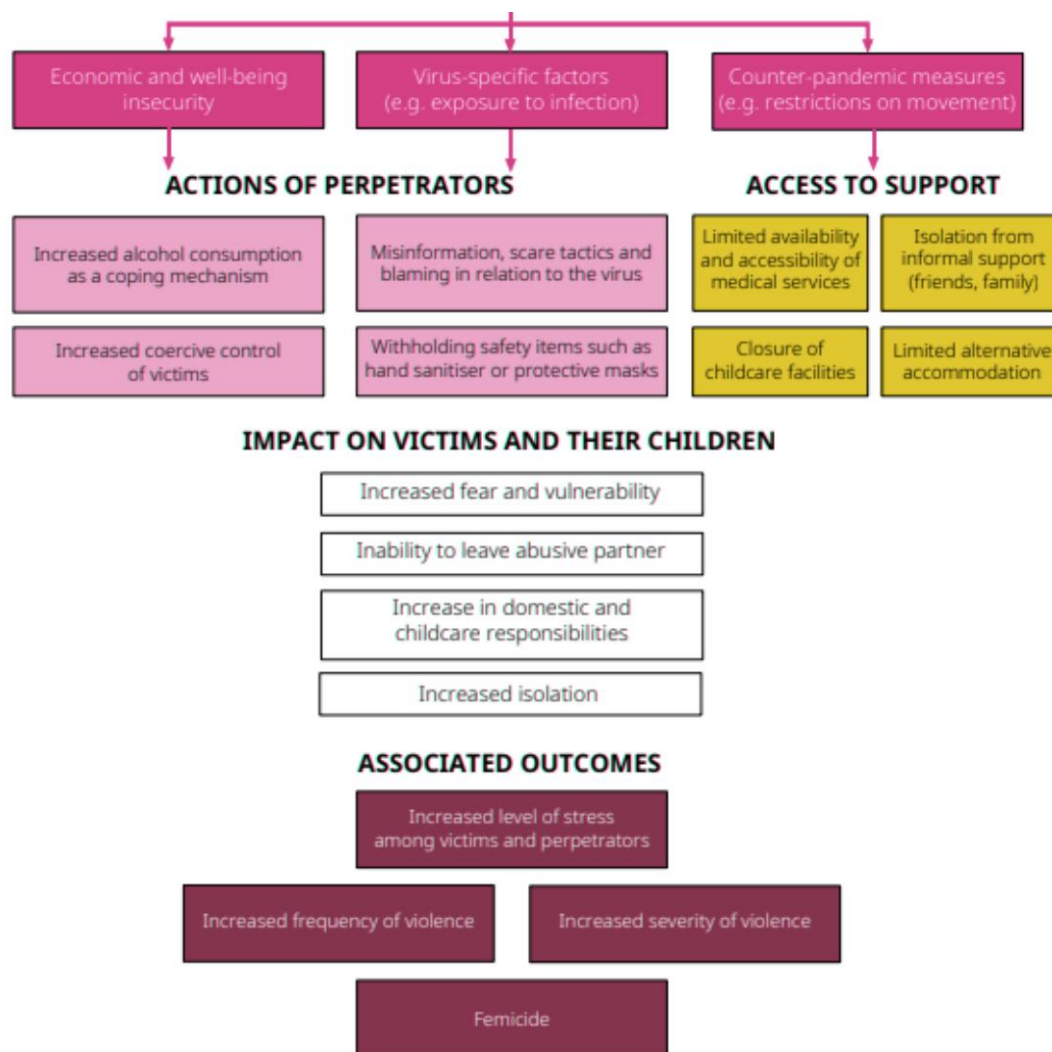 Economic and well-being
insecurity
Virus-specific factors
(e.g. exposure to infection)
Counter-pandemic measures
(e.g. restrictions on movement)
ACTIONS OF PERPETRATORS
ACCESS TO SUPPORT
Increased alcohol consumption
as a coping mechanism
Misinformation, scare tactics and
blaming in relation to the virus
Limited availability
and accessibility of
medical services
Isolation from
informal support
(friends, family)
Increased coercive control
of victims
Withholding safety items such as
hand sanitiser or protective masks
Closure of
childcare facilities
Limited alternative
accommodation
IMPACT ON VICTIMS AND THEIR CHILDREN
Increased fear and vulnerability
Inability to leave abusive partner
Increase in domestic and
childcare responsibilities
Increased isolation
ASSOCIATED OUTCOMES
Increased level of stress
among victims and perpetrators
Increased frequency of violence
Increased severity of violence
Femicide